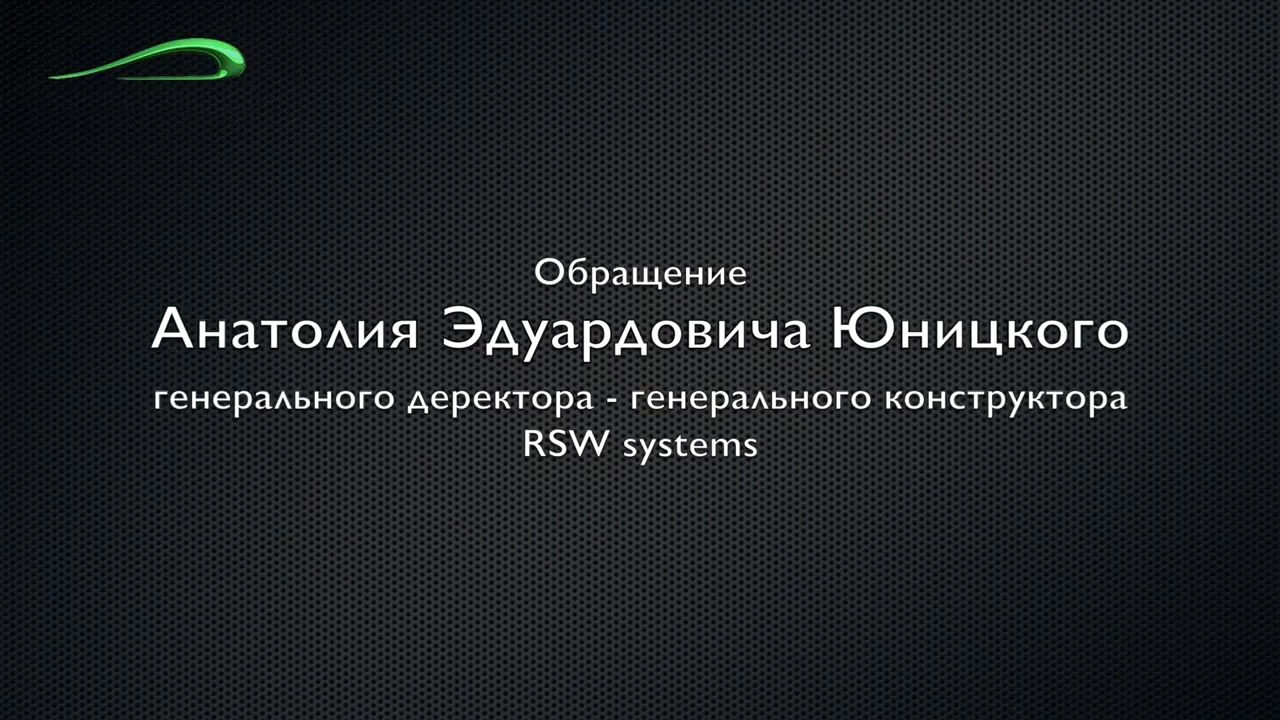 Обращение
Анатолия Эдуардовича Юницкого
генерального деректора - генерального конструктора
RSW systems